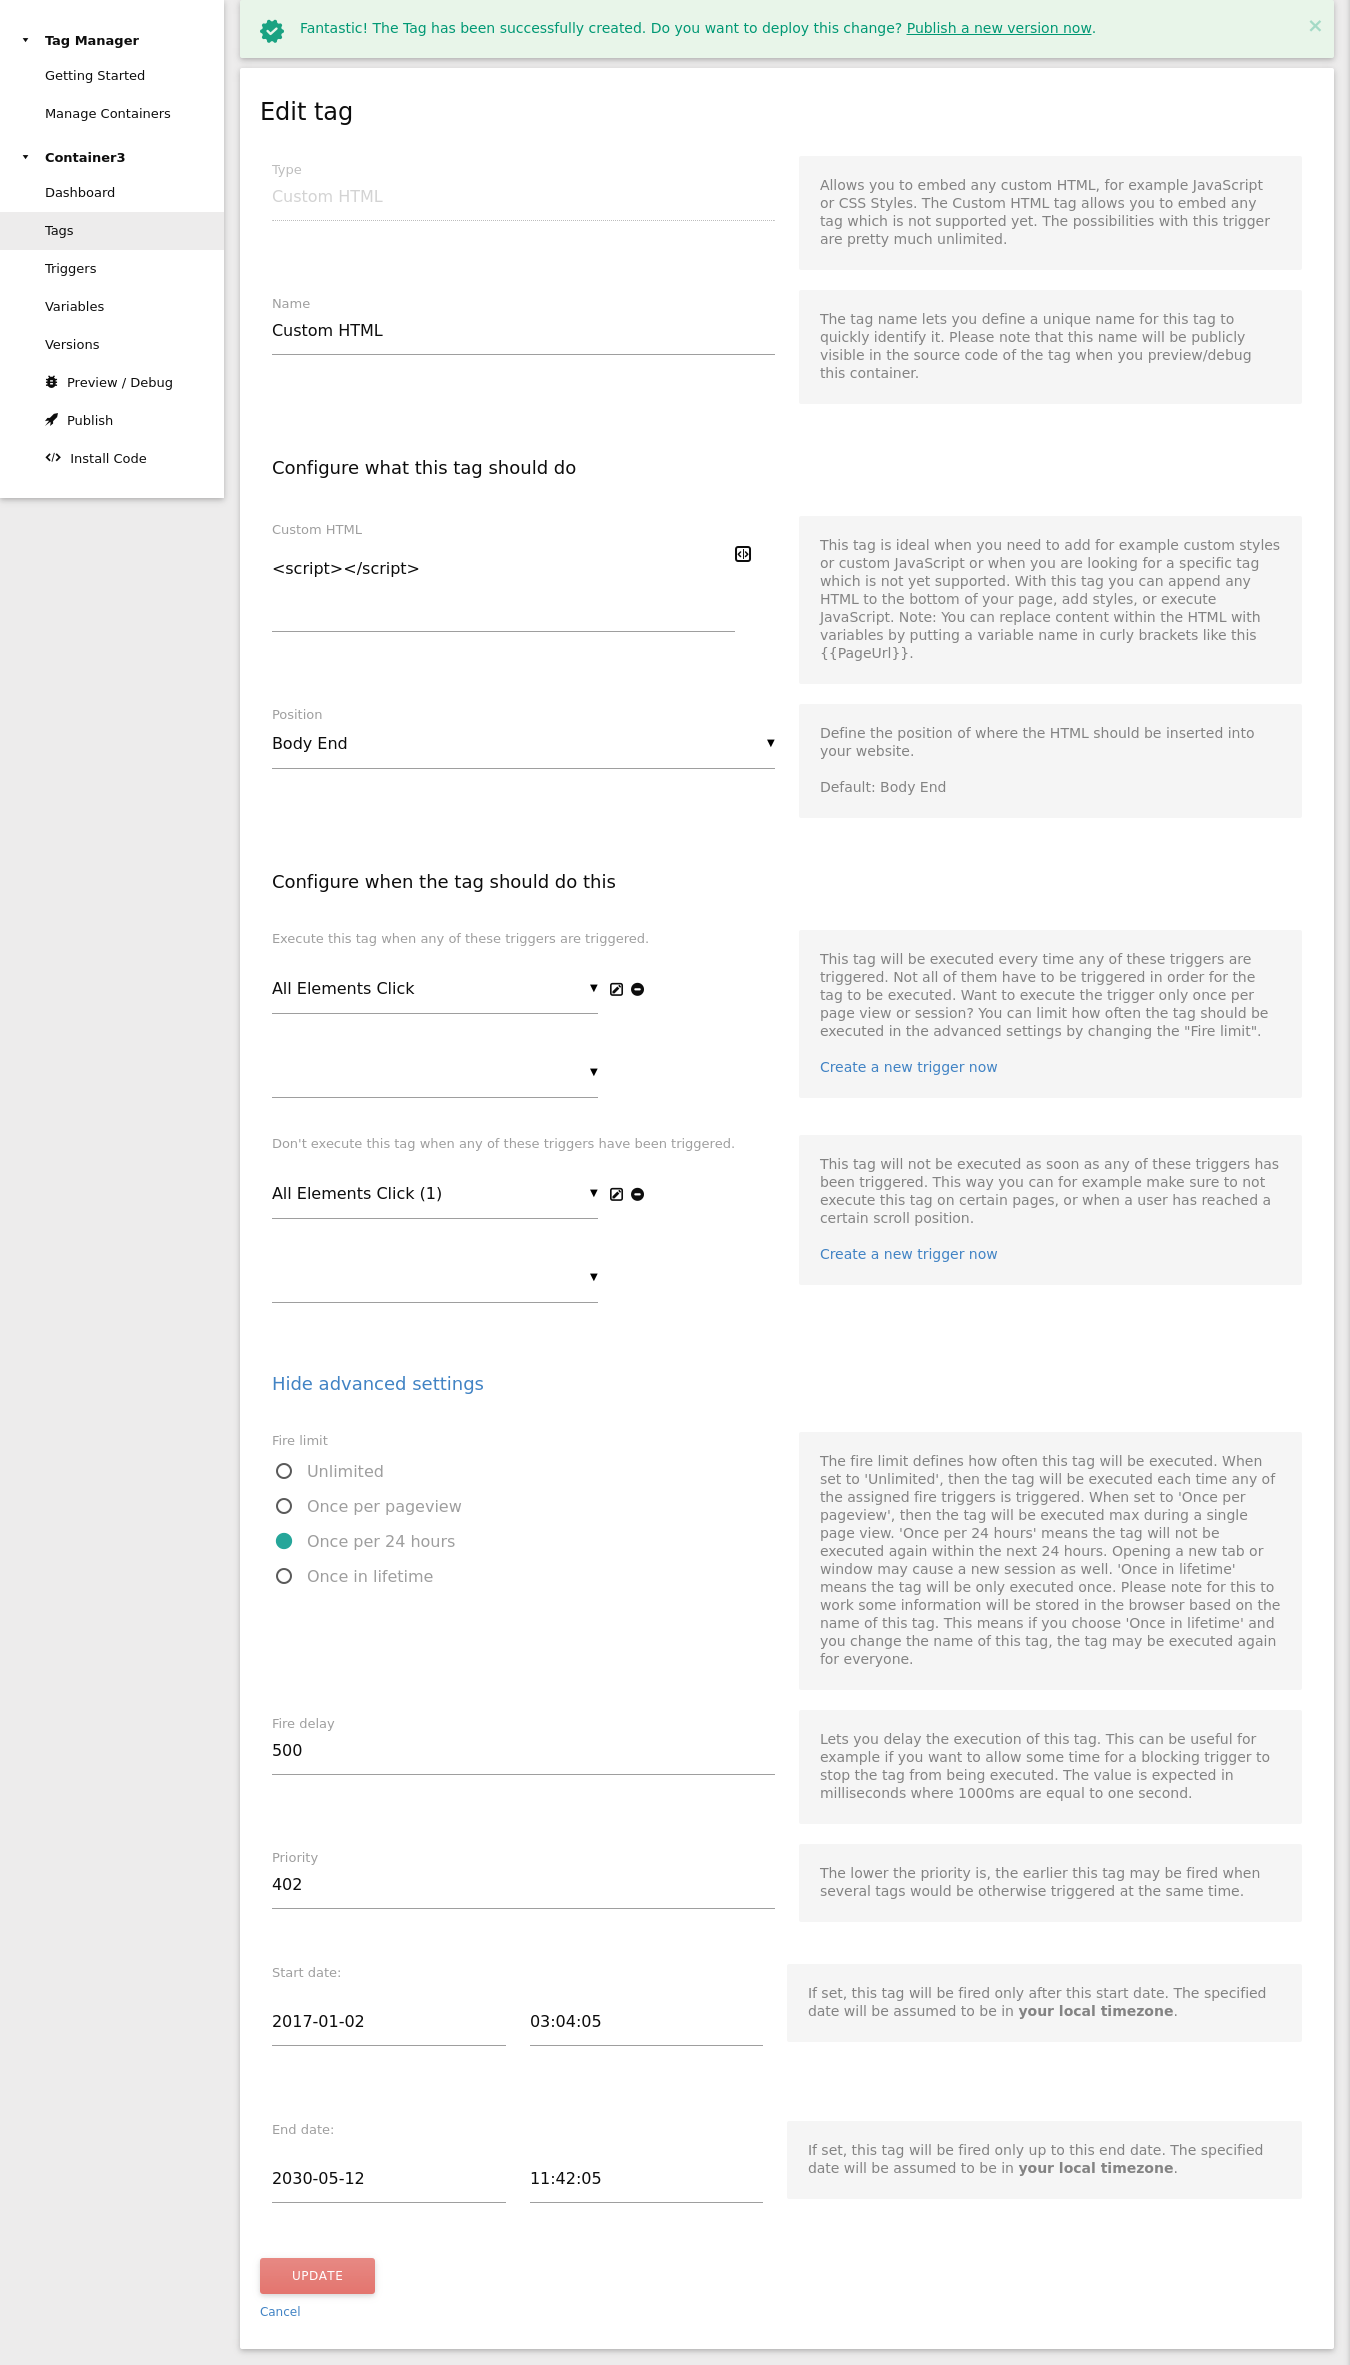 Tag Manager
Getting Started
Manage Containers
Container3
Dashboard
Tags
Triggers
Variables
Versions
Preview / Debug
Publish
Install Code
Fantastic! The Tag has been successfully created. Do you want to deploy this change? Publish a new version now.
×
Edit tag
Type
Custom HTML
Allows you to embed any custom HTML, for example JavaScript
or CSS Styles. The Custom HTML tag allows you to embed any
tag which is not supported yet. The possibilities with this trigger
are pretty much unlimited.
Name
Custom HTML
The tag name lets you define a unique name for this tag to
quickly identify it. Please note that this name will be publicly
visible in the source code of the tag when you preview/debug
this container.
Configure what this tag should do
Custom HTML
<script></script>
This tag is ideal when you need to add for example custom styles
or custom JavaScript or when you are looking for a specific tag
which is not yet supported. With this tag you can append any
HTML to the bottom of your page, add styles, or execute
JavaScript. Note: You can replace content within the HTML with
variables by putting a variable name in curly brackets like this
{{PageUrl}}.
Position
Body End
Define the position of where the HTML should be inserted into
your website.
Default: Body End
Configure when the tag should do this
Execute this tag when any of these triggers are triggered.
All Elements Click
This tag will be executed every time any of these triggers are
triggered. Not all of them have to be triggered in order for the
tag to be executed. Want to execute the trigger only once per
page view or session? You can limit how often the tag should be
executed in the advanced settings by changing the "Fire limit".
Create a new trigger now
Don't execute this tag when any of these triggers have been triggered.
All Elements Click (1)
This tag will not be executed as soon as any of these triggers has
been triggered. This way you can for example make sure to not
execute this tag on certain pages, or when a user has reached a
certain scroll position.
Create a new trigger now
Hide advanced settings
Fire limit
Unlimited
Once per pageview
Once per 24 hours
Once in lifetime
The fire limit defines how often this tag will be executed. When
set to 'Unlimited', then the tag will be executed each time any of
the assigned fire triggers is triggered. When set to 'Once per
pageview', then the tag will be executed max during a single
page view. 'Once per 24 hours' means the tag will not be
executed again within the next 24 hours. Opening a new tab or
window may cause a new session as well. 'Once in lifetime'
means the tag will be only executed once. Please note for this to
work some information will be stored in the browser based on the
name of this tag. This means if you choose 'Once in lifetime' and
you change the name of this tag, the tag may be executed again
for everyone.
Fire delay
500
Lets you delay the execution of this tag. This can be useful for
example if you want to allow some time for a blocking trigger to
stop the tag from being executed. The value is expected in
milliseconds where 1000ms are equal to one second.
Priority
402
The lower the priority is, the earlier this tag may be fired when
several tags would be otherwise triggered at the same time.
Start date:
2017-01-02
03:04:05
If set, this tag will be fired only after this start date. The specified
date will be assumed to be in your local timezone.
End date:
2030-05-12
11:42:05
If set, this tag will be fired only up to this end date. The specified
date will be assumed to be in your local timezone.
UPDATE
Cancel